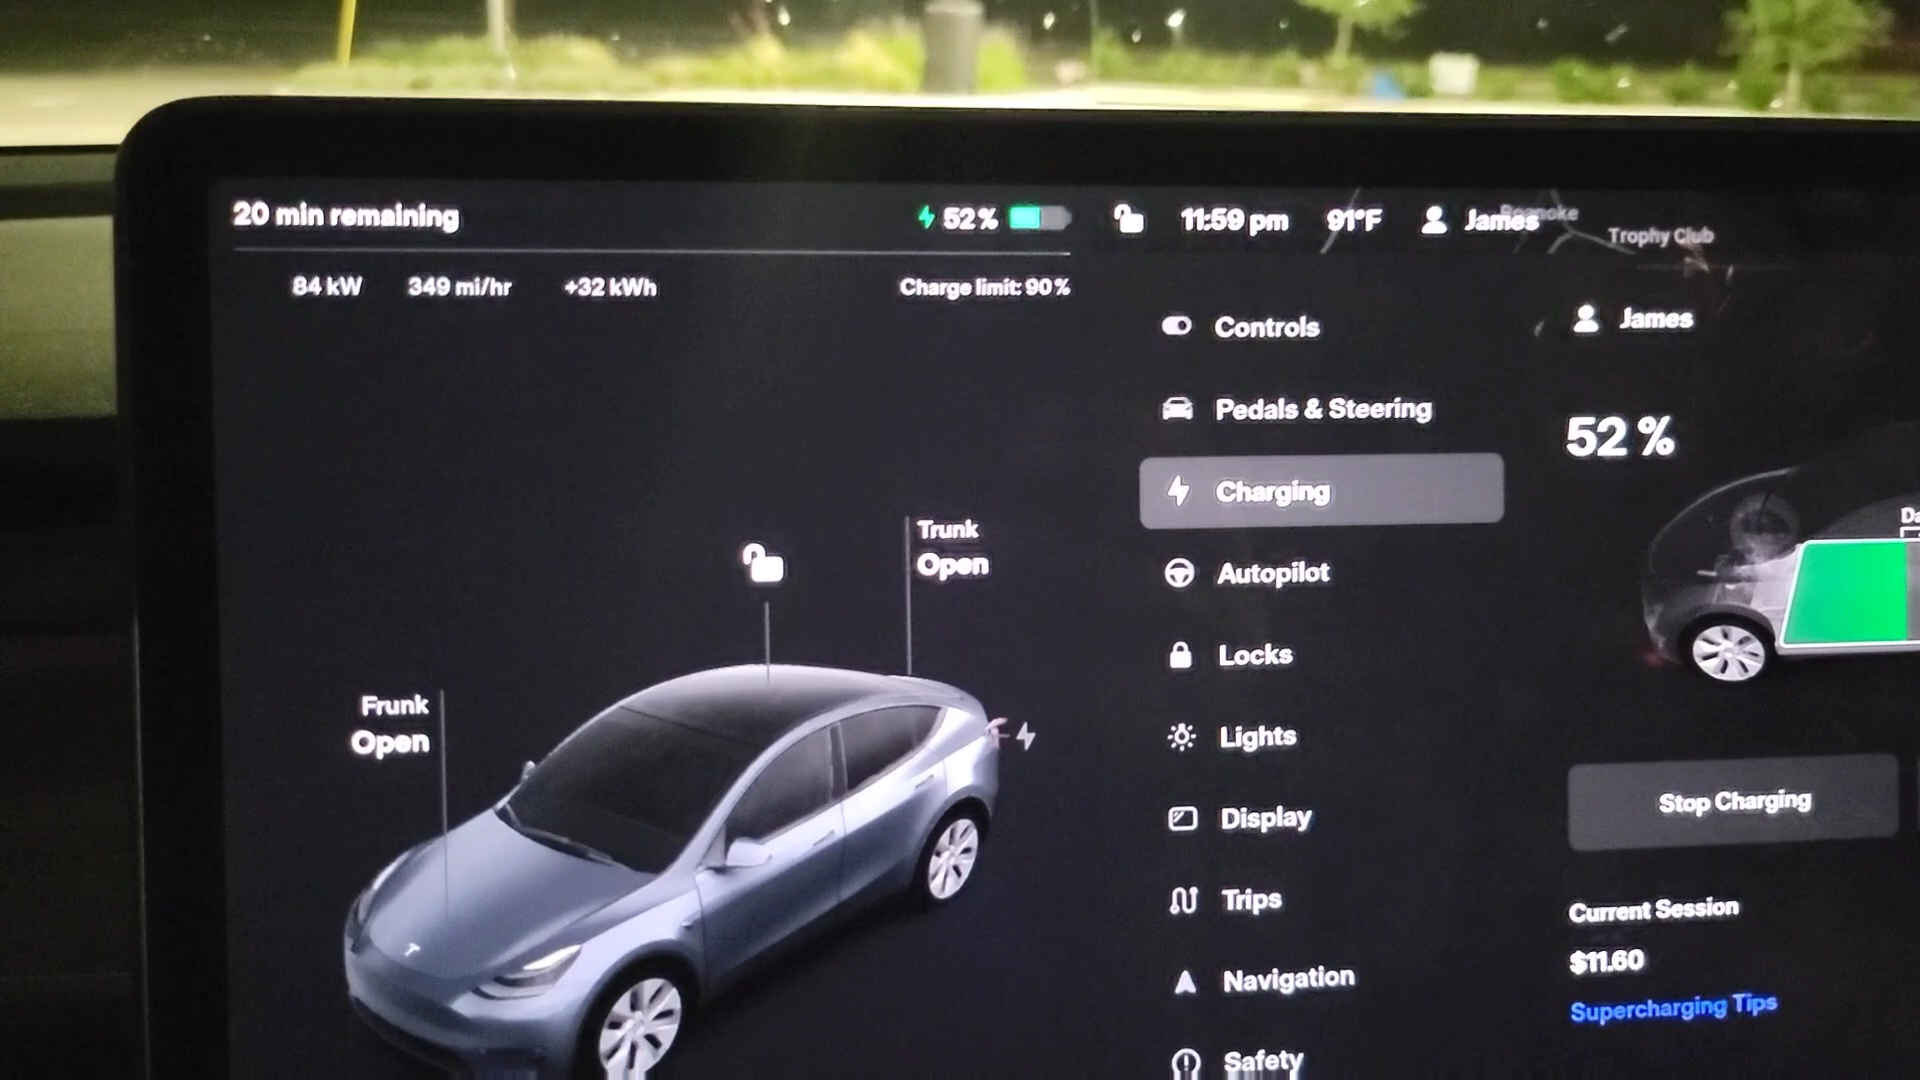 20 min remaining
52 %
84 kW 349 mi/hr +32 kWh
Charge limit: 90 %
Trunk
Open
Frunk
Open
11:59 pm 91°F James
Roanoke
Trophy Club
Controls
Pedals & Steering
Charging
Autopilot
Locks
Lights
Display
Trips
Navigation
Safety
James
52 %
Stop Charging
Current Session
$11.60
Supercharging Tips